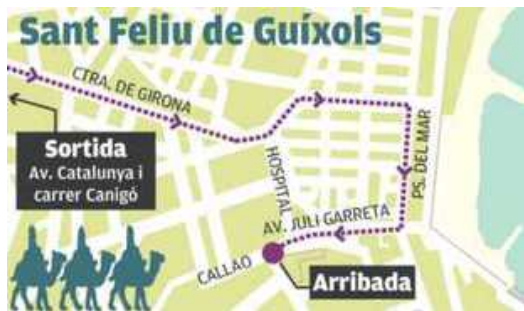 Sant Feliu de Guíxols
CTRA. DE GIRONA
Sortida
Av. Catalunya i
carrer Canigó
HOSPITAL
PS. DEL MAR
AV. JULI GARRETA
CALLAO
Arribada